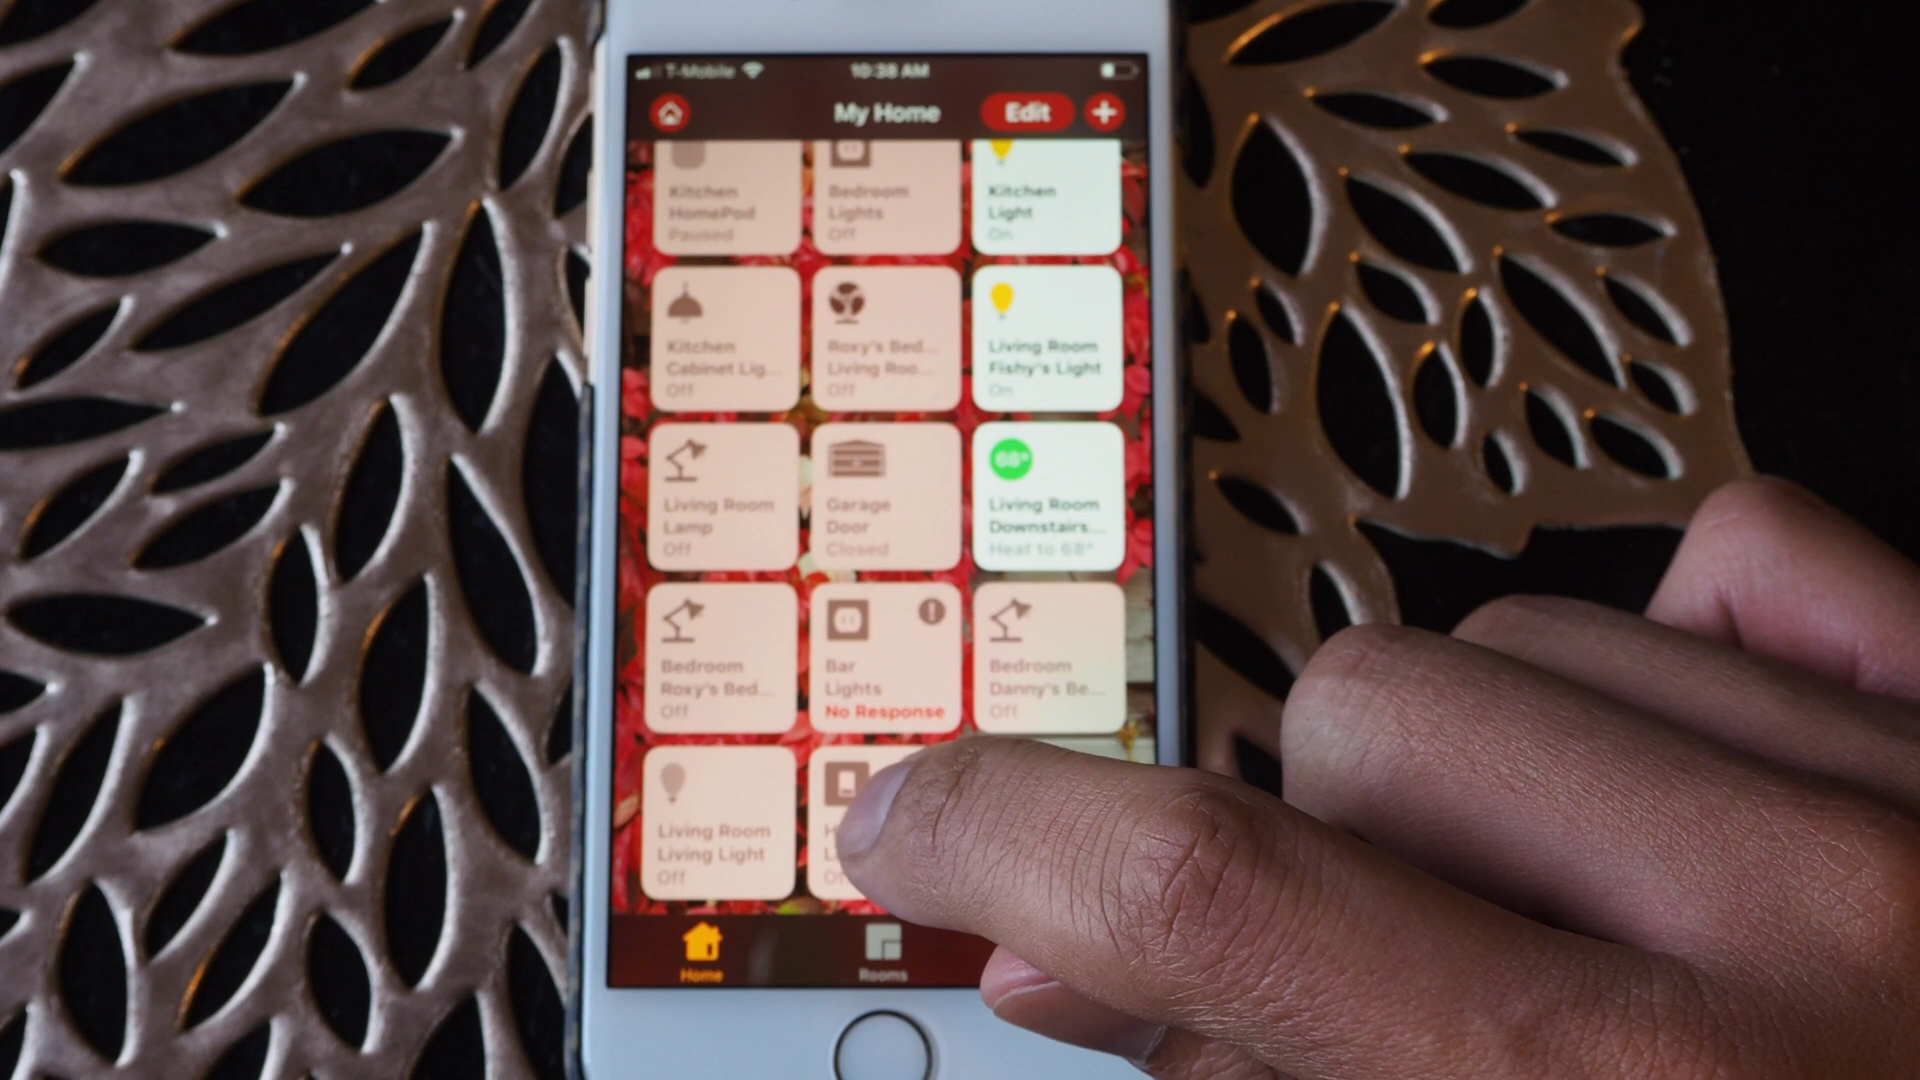 T-Mobile 10:38 AM
My Home Edit
Kitchen
HomePod
Paused
Bedroom
Lights
Off
Kitchen
Light
On
Kitchen
Cabinet Lig...
Off
Roxy's Bed...
Living Roo...
Off
Living Room
Fishy's Light
On
Living Room
Lamp
Off
Garage
Door
Closed
68°
Living Room
Downstairs...
Heat to 68°
Bedroom
Roxy's Bed...
Off
Bar
Lights
No Response
Bedroom
Danny's Be...
Off
Living Room
Living Light
Off
Home
Rooms